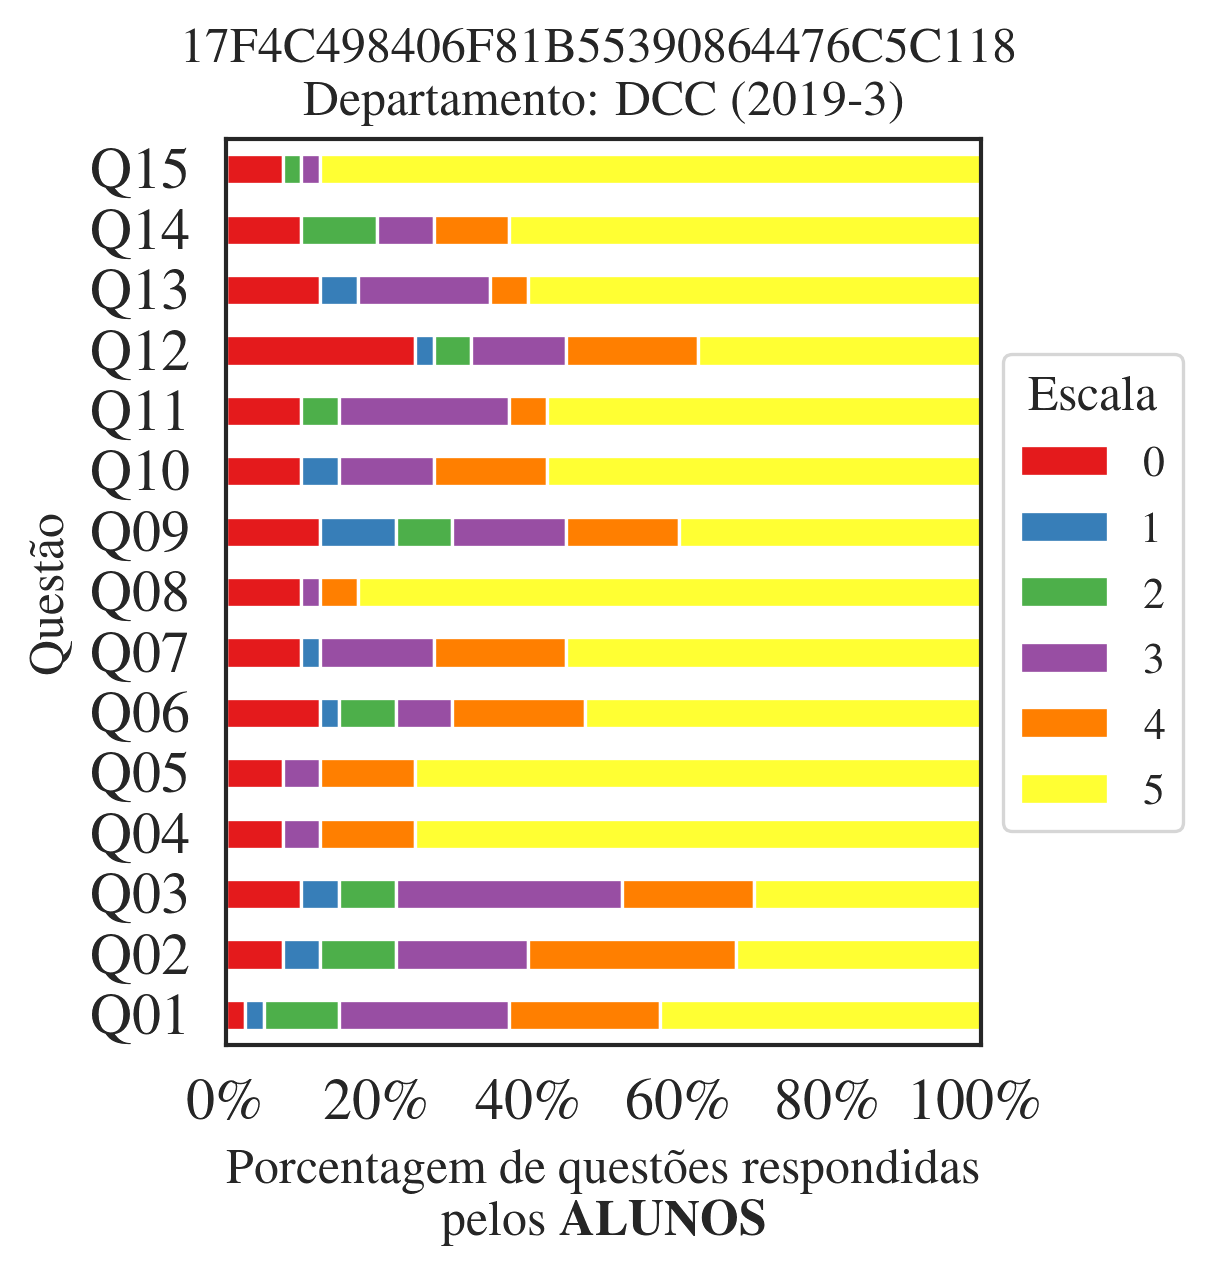 17F4C498406F81B55390864476C5C118
Departamento: DCC (2019-3)
Questão
Q15
Q14
Q13
Q12
Q11
Q10
Q09
Q08
Q07
Q06
Q05
Q04
Q03
Q02
Q01
0% 20% 40% 60% 80% 100%
Porcentagem de questões respondidas
pelos ALUNOS
Escala
0
1
2
3
4
5